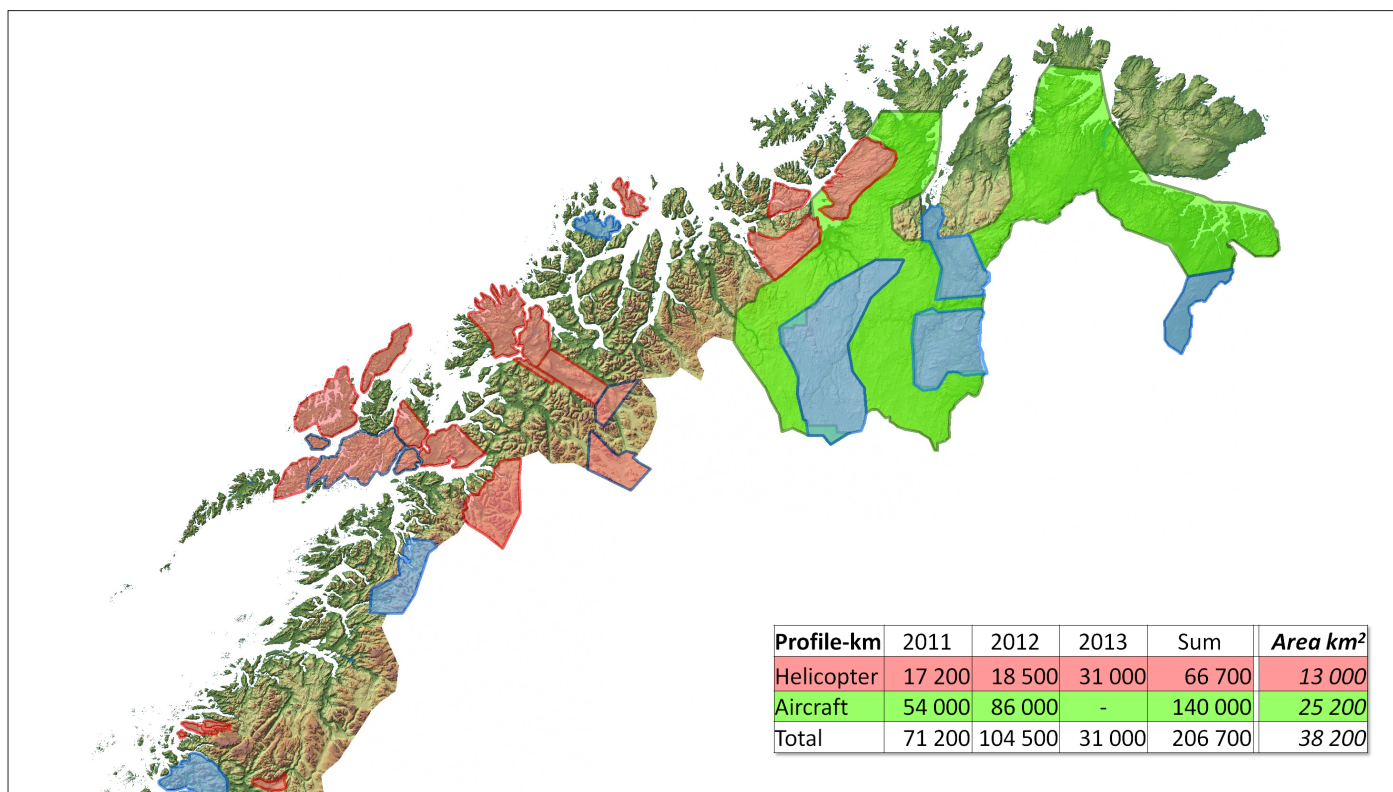 Profile-km 2011 2012 2013 Sum Area km²
Helicopter 17 200 18 500 31 000 66 700 13 000
Aircraft 54 000 86 000 - 140 000 25 200
Total 71 200 104 500 31 000 206 700 38 200